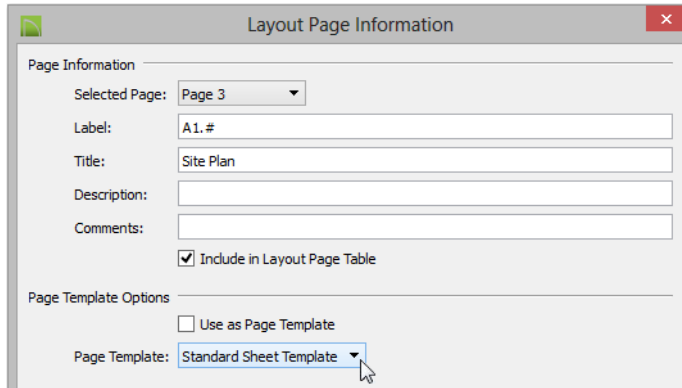 Layout Page Information
Page Information
Selected Page: Page 3
Label: A1.#
Title: Site Plan
Description:
Comments:
Include in Layout Page Table
Page Template Options
Use as Page Template
Page Template: Standard Sheet Template